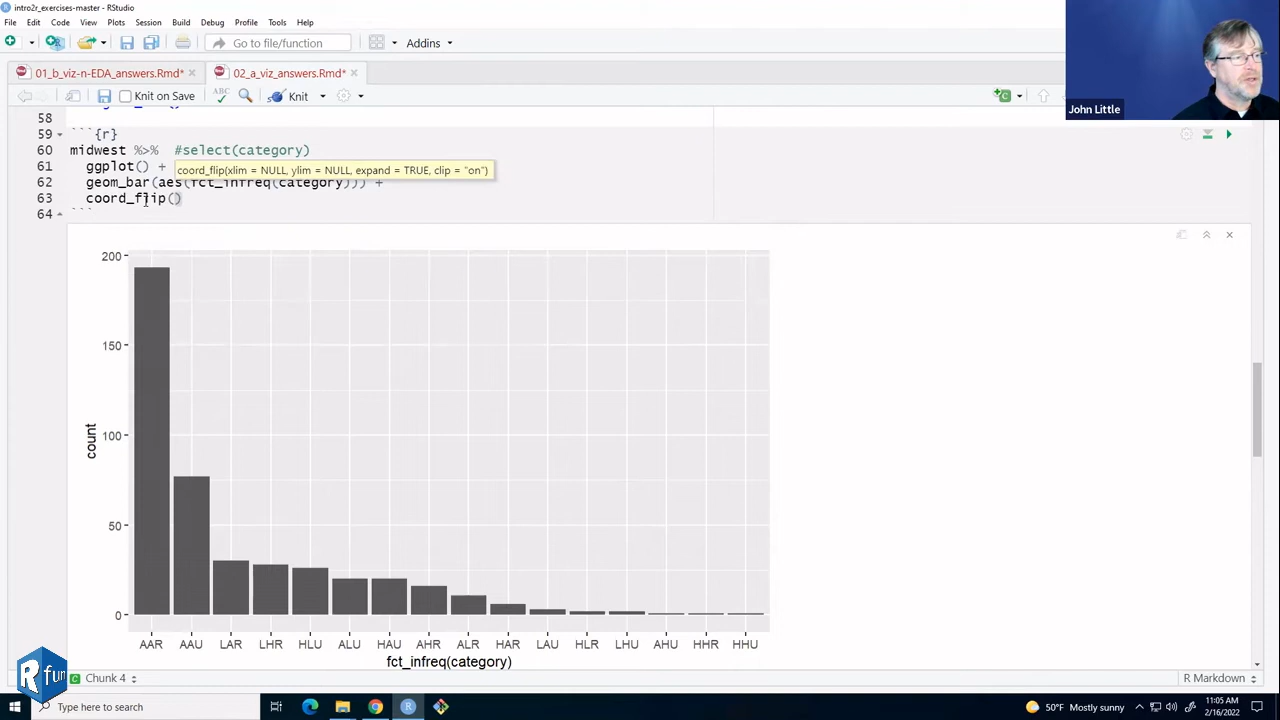 intro2r_exercises-master - RStudio
File Edit Code View Plots Session Build Debug Profile Tools Help
Go to file/function Addins
01_b_viz-n-EDA_answers.Rmd* 02_a_viz_answers.Rmd*
Knit on Save ABC Knit
58
59 ```{r}
60 midwest %>% #select(category)
61 ggplot() +
coord_flip(xlim = NULL, ylim = NULL, expand = TRUE, clip = "on")
62 geom_bar(aes(fct_infreq(category))) +
63 coord_flip()
64 ```
John Little
200
150
100
50
0
count
AAR AAU LAR LHR HLU ALU HAU AHR ALR HAR LAU HLR LHU AHU HHR HHU
fct_infreq(category)
Rfun
Chunk 4 R Markdown
Type here to search
50°F Mostly sunny
11:05 AM
2/16/2022